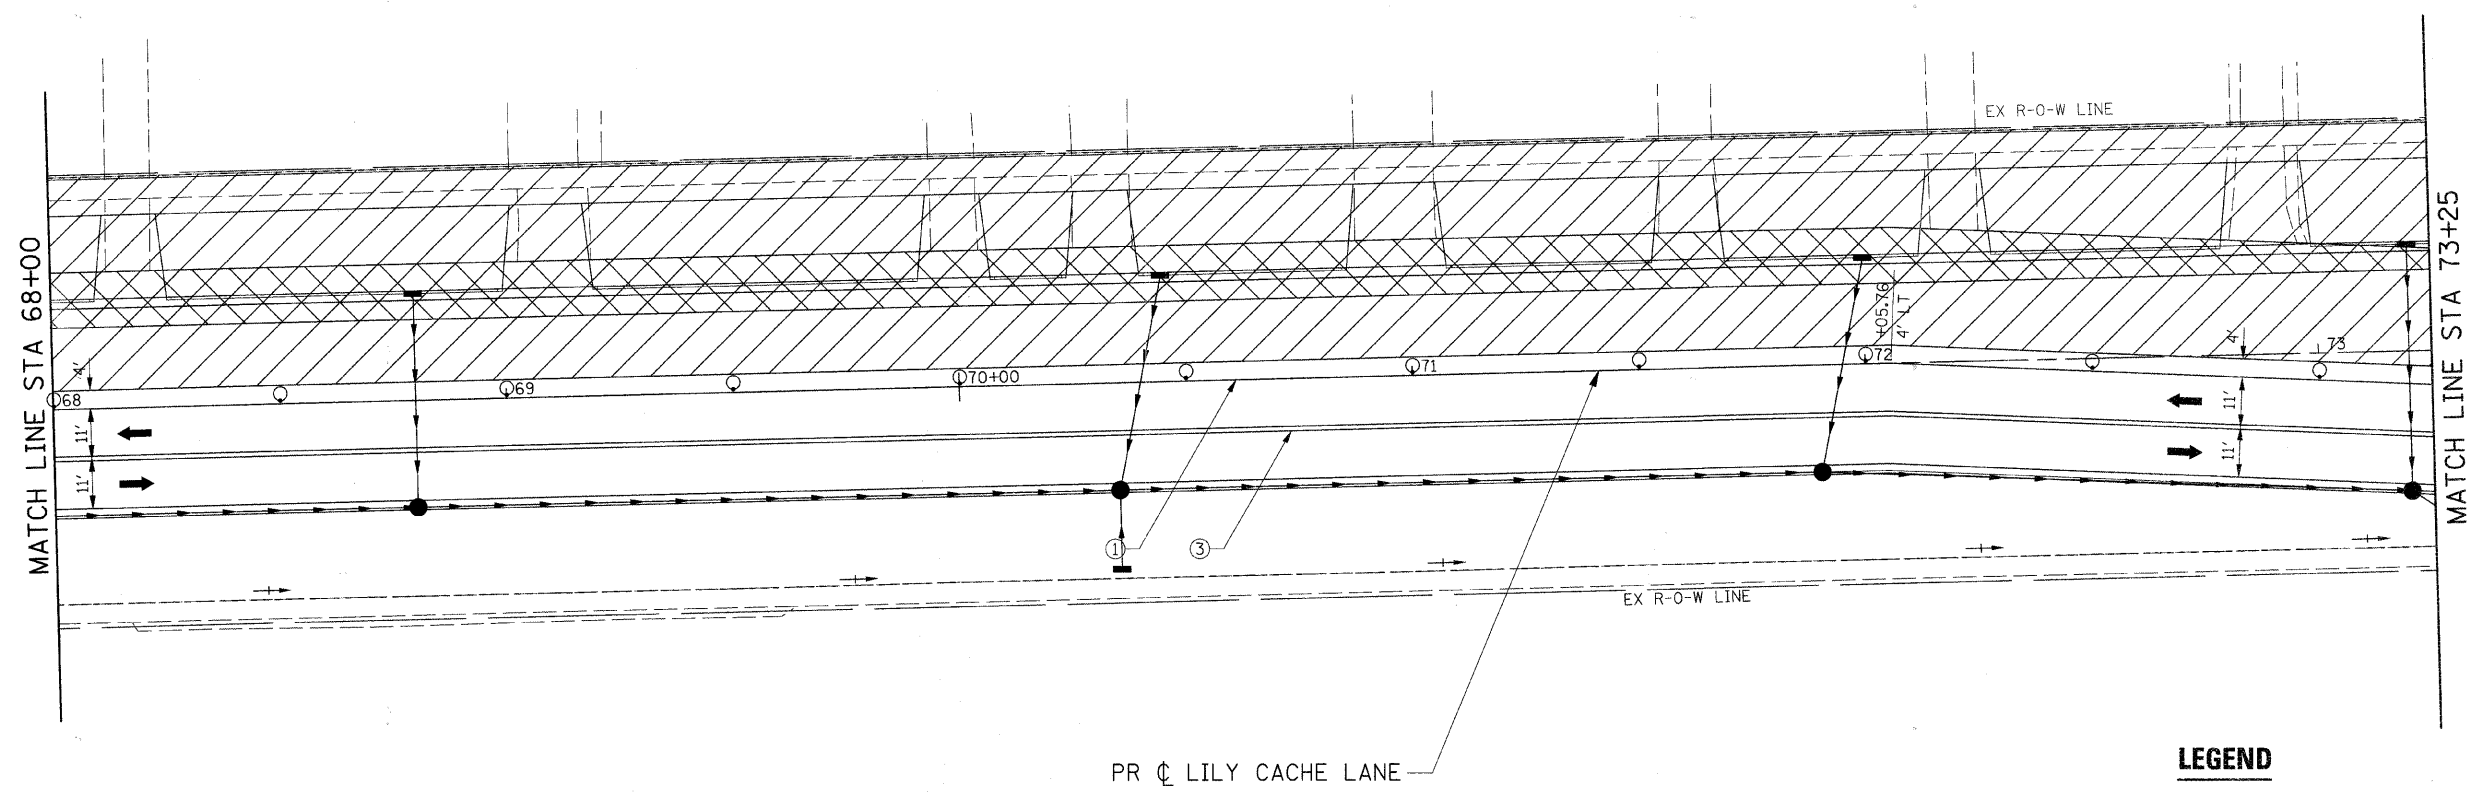 EX R-O-W LINE
MATCH LINE STA 68+00
MATCH LINE STA 73+25
+05.76
4' LT
4'
4'
73
72
71
70+00
69
68
11'
11'
11'
11'
1
3
EX R-O-W LINE
PR ℄ LILY CACHE LANE
LEGEND